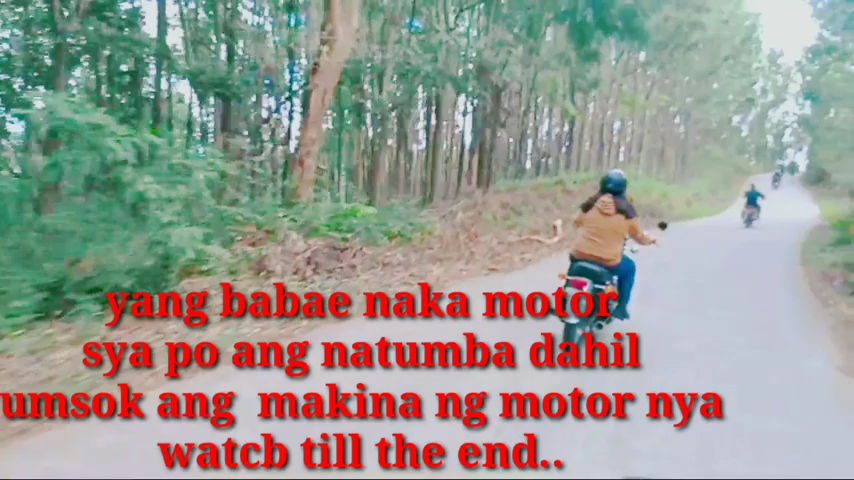 yang babae naka motor
sya po ang natumba dahil
umsok ang makina ng motor nya
watcb till the end..